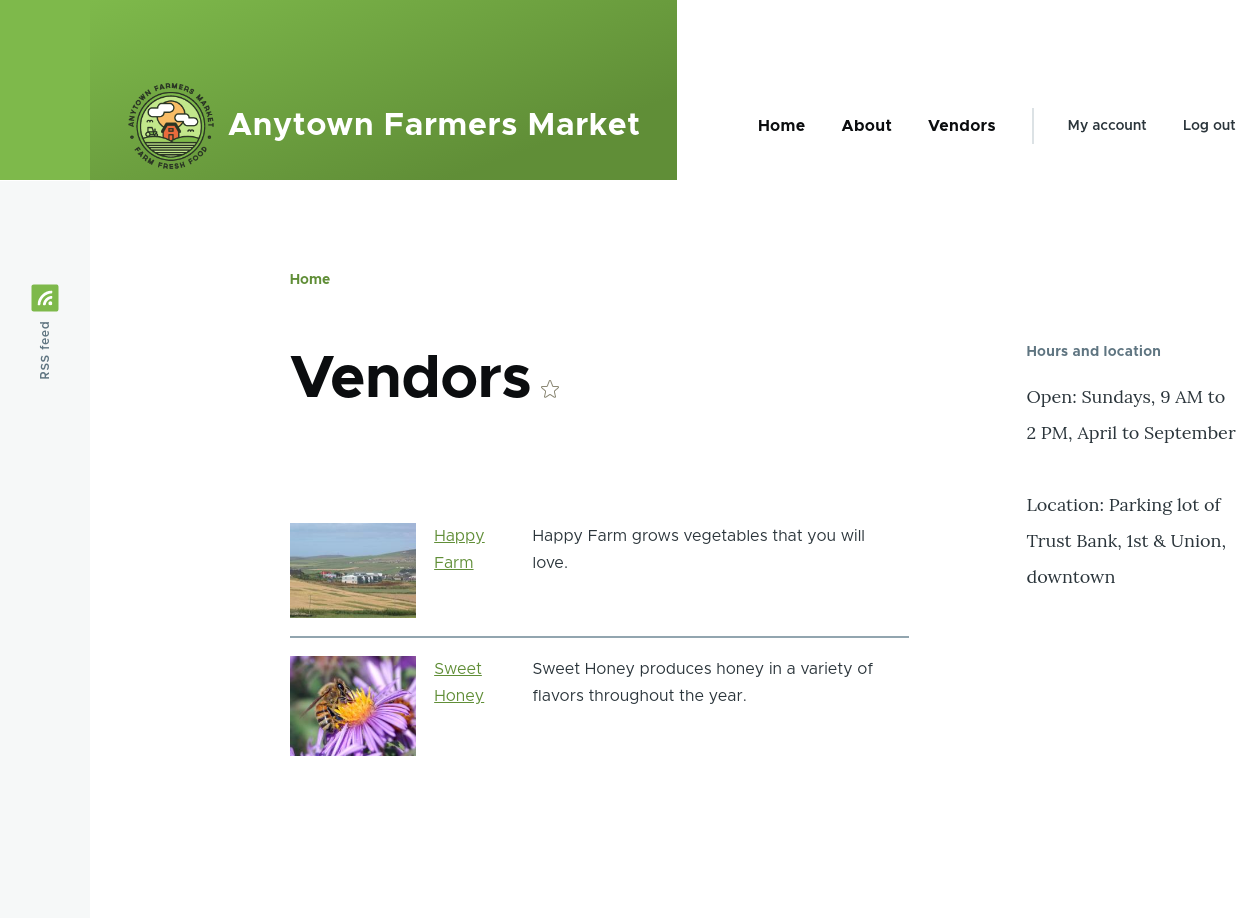 ANYTOWN FARMERS MARKET
FARM FRESH FOOD
Anytown Farmers Market
Home
About
Vendors
My account
Log out
RSS feed
Home
Vendors
Happy
Farm
Happy Farm grows vegetables that you will
love.
Sweet
Honey
Sweet Honey produces honey in a variety of
flavors throughout the year.
Hours and location
Open: Sundays, 9 AM to
2 PM, April to September
Location: Parking lot of
Trust Bank, 1st & Union,
downtown